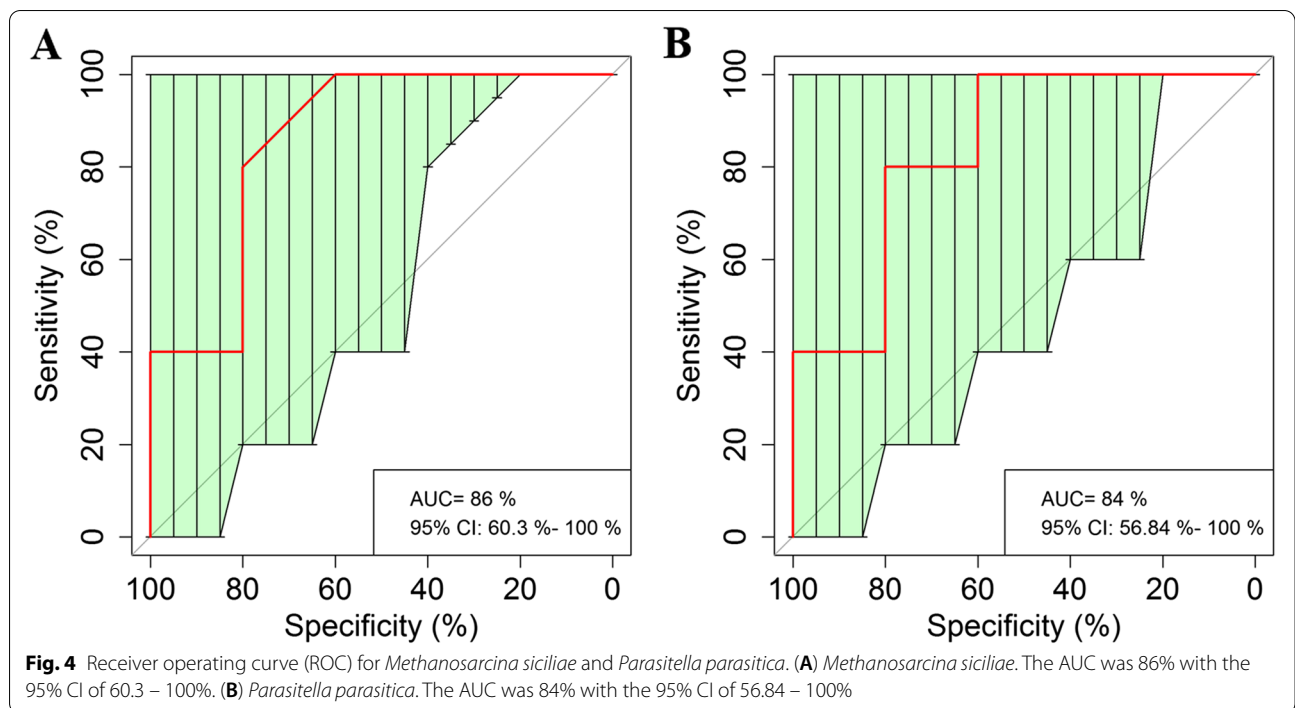 A
100
80
60
40
20
0
Sensitivity (%)
AUC= 86 %
95% CI: 60.3 %- 100 %
100 80 60 40 20 0
Specificity (%)
B
100
80
60
40
20
0
Sensitivity (%)
AUC= 84 %
95% CI: 56.84 %- 100 %
100 80 60 40 20 0
Specificity (%)
Fig. 4 Receiver operating curve (ROC) for Methanosarcina siciliae and Parasitella parasitica. (A) Methanosarcina siciliae. The AUC was 86% with the
95% CI of 60.3 – 100%. (B) Parasitella parasitica. The AUC was 84% with the 95% CI of 56.84 – 100%